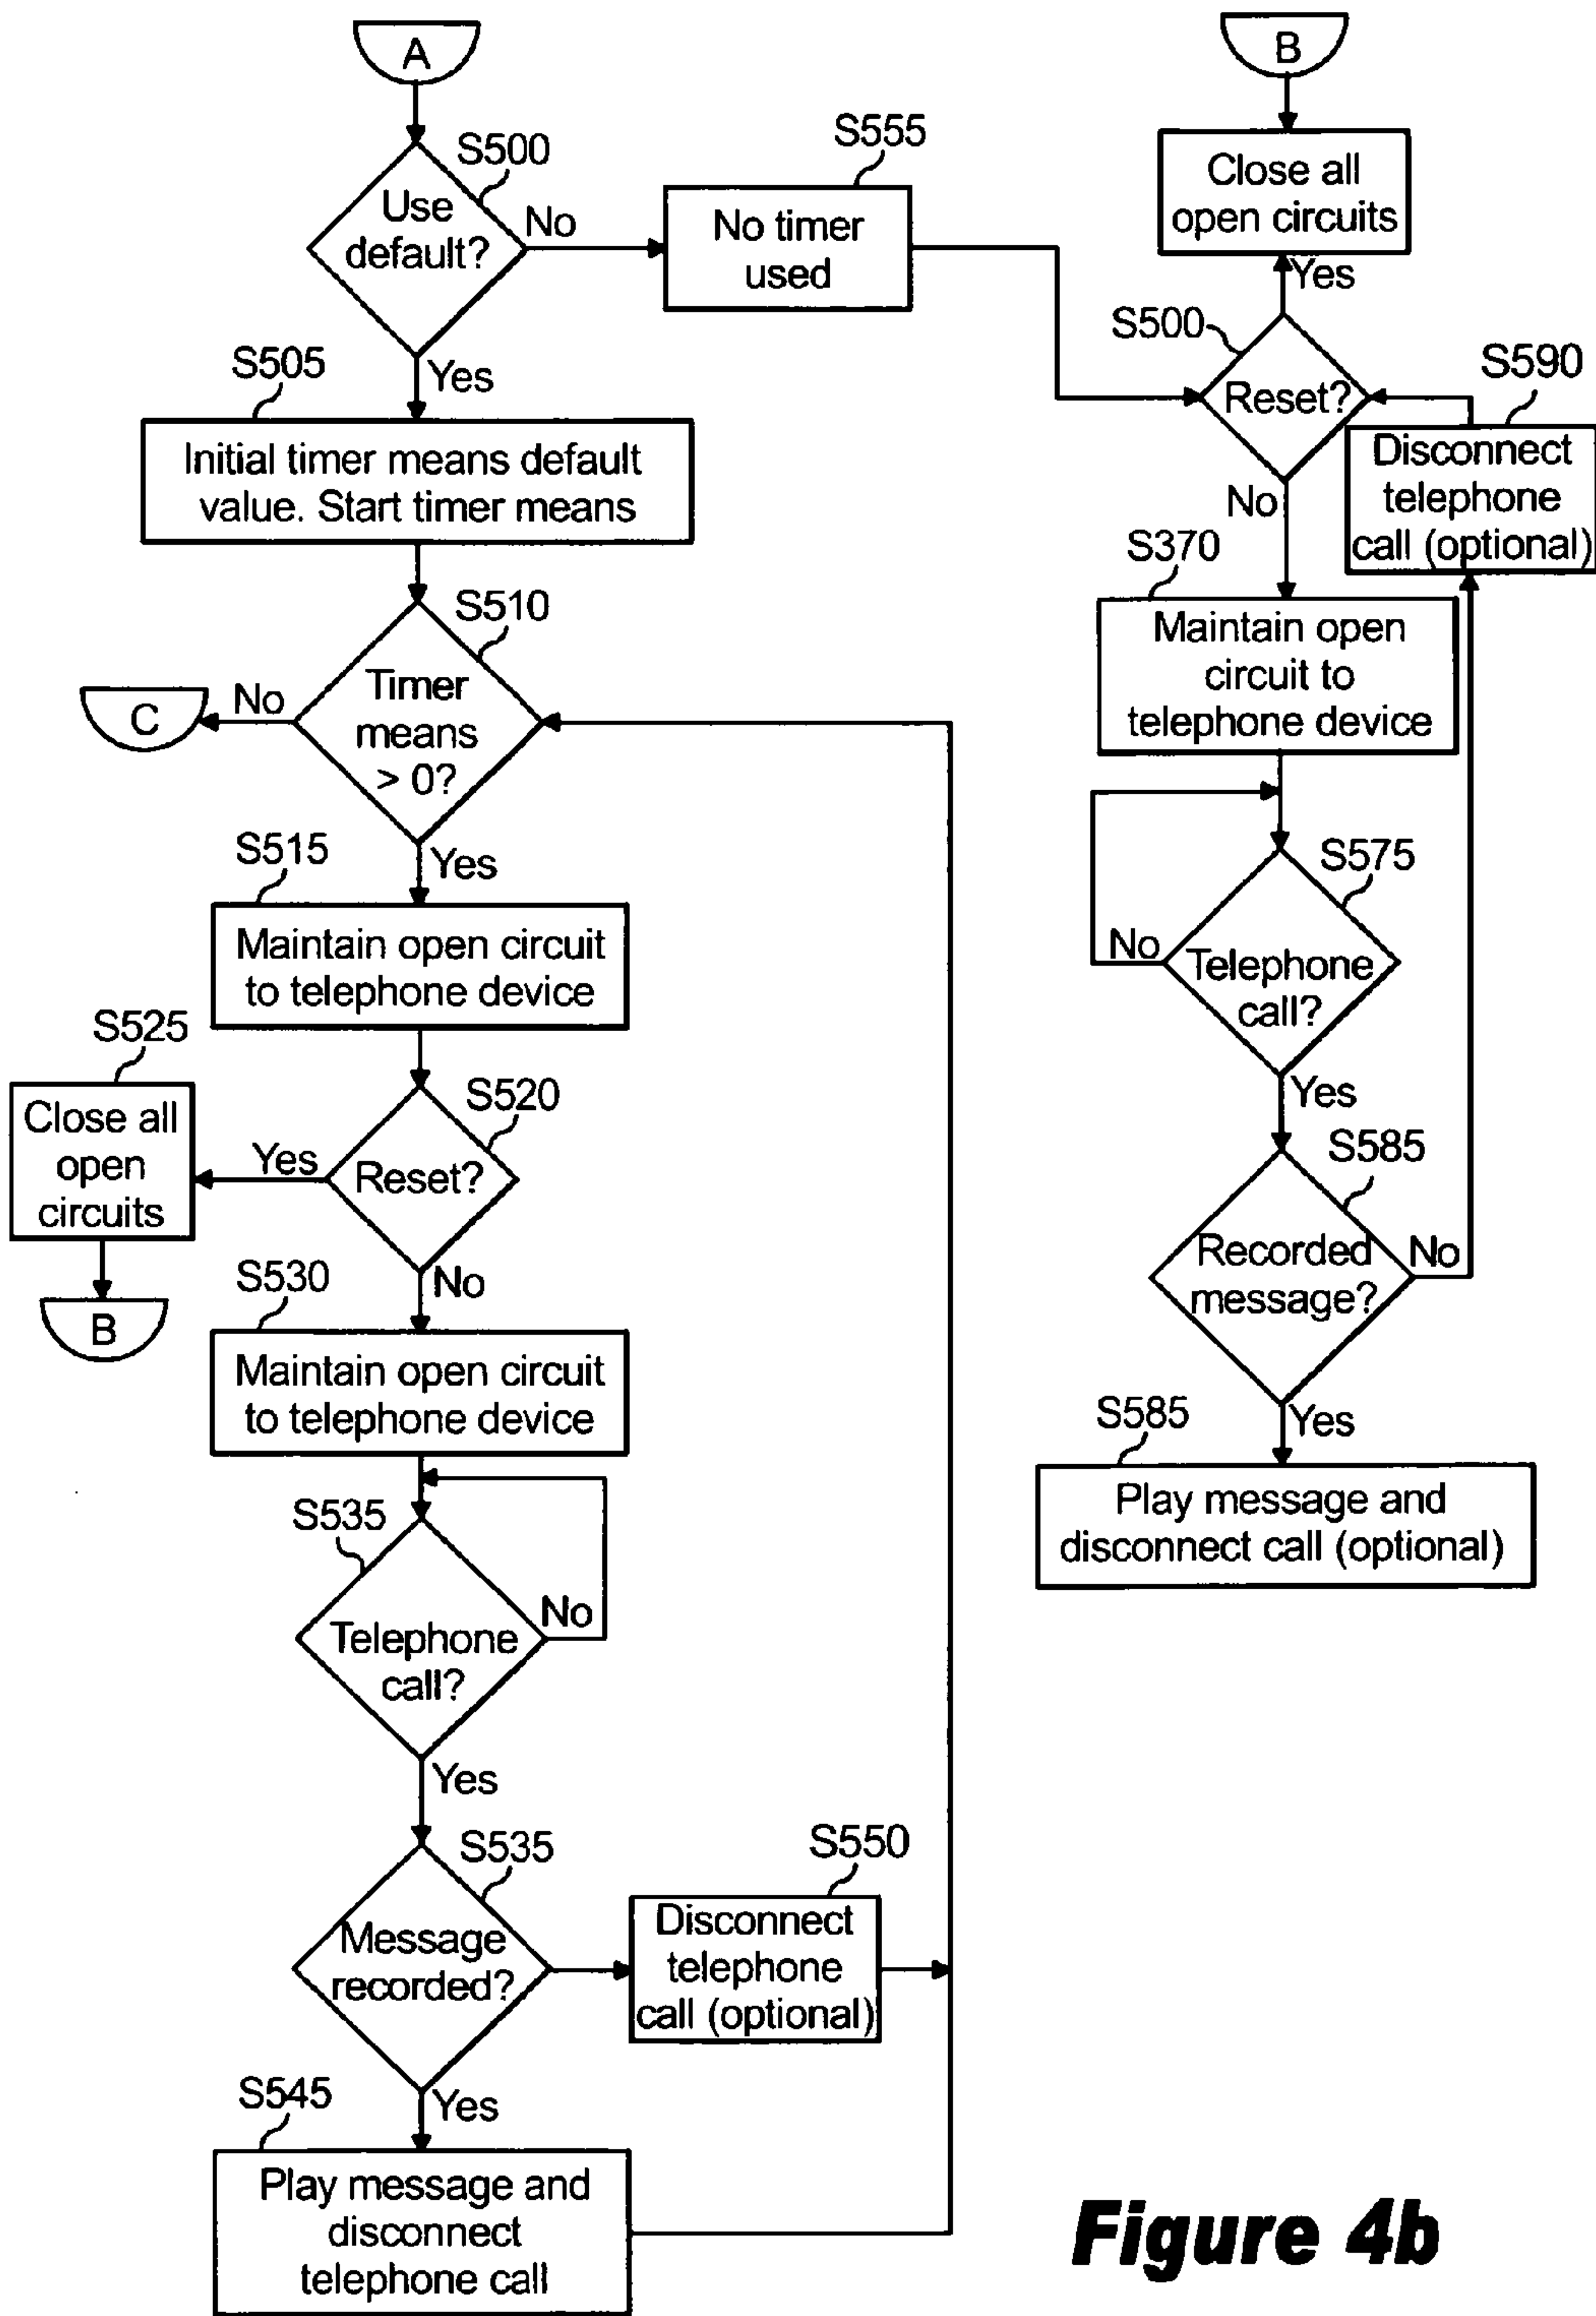 A
S500
Use
default?
No
Yes
S555
No timer
used
S505
Initial timer means default
value. Start timer means
S510
Timer
means
> 0?
No
C
Yes
S515
Maintain open circuit
to telephone device
S520
Reset?
Yes
S525
Close all
open
circuits
B
No
S530
Maintain open circuit
to telephone device
S535
Telephone
call?
No
Yes
S535
Message
recorded?
S550
Disconnect
telephone
call (optional)
Yes
S545
Play message and
disconnect
telephone call
B
Close all
open circuits
Yes
S500
Reset?
S590
Disconnect
telephone
call (optional)
No
S370
Maintain open
circuit to
telephone device
S575
Telephone
call?
No
Yes
S585
Recorded
message?
No
Yes
S585
Play message and
disconnect call (optional)
Figure 4b